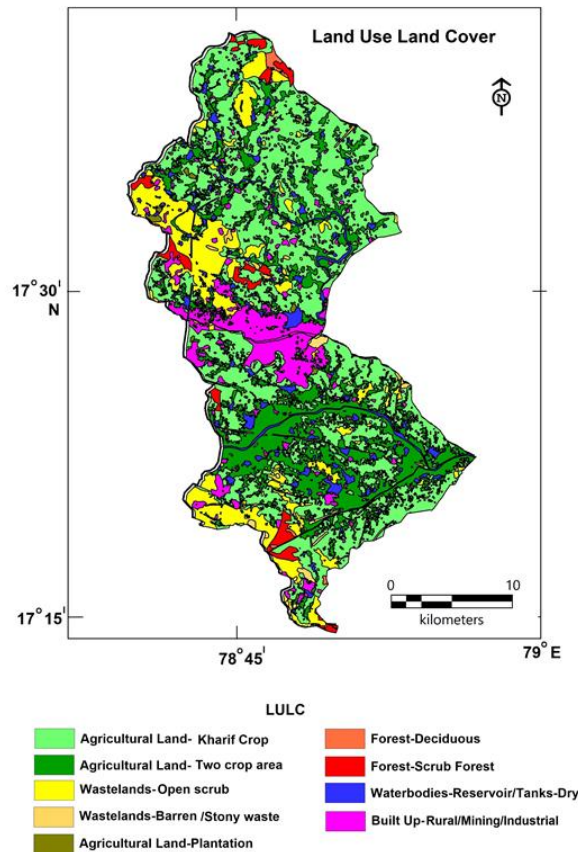 Land Use Land Cover
N
17°30'
N
0 10
kilometers
17°15'
78°45' 79°E
LULC
Agricultural Land- Kharif Crop
Agricultural Land- Two crop area
Wastelands-Open scrub
Wastelands-Barren /Stony waste
Agricultural Land-Plantation
Forest-Deciduous
Forest-Scrub Forest
Waterbodies-Reservoir/Tanks-Dry
Built Up-Rural/Mining/Industrial